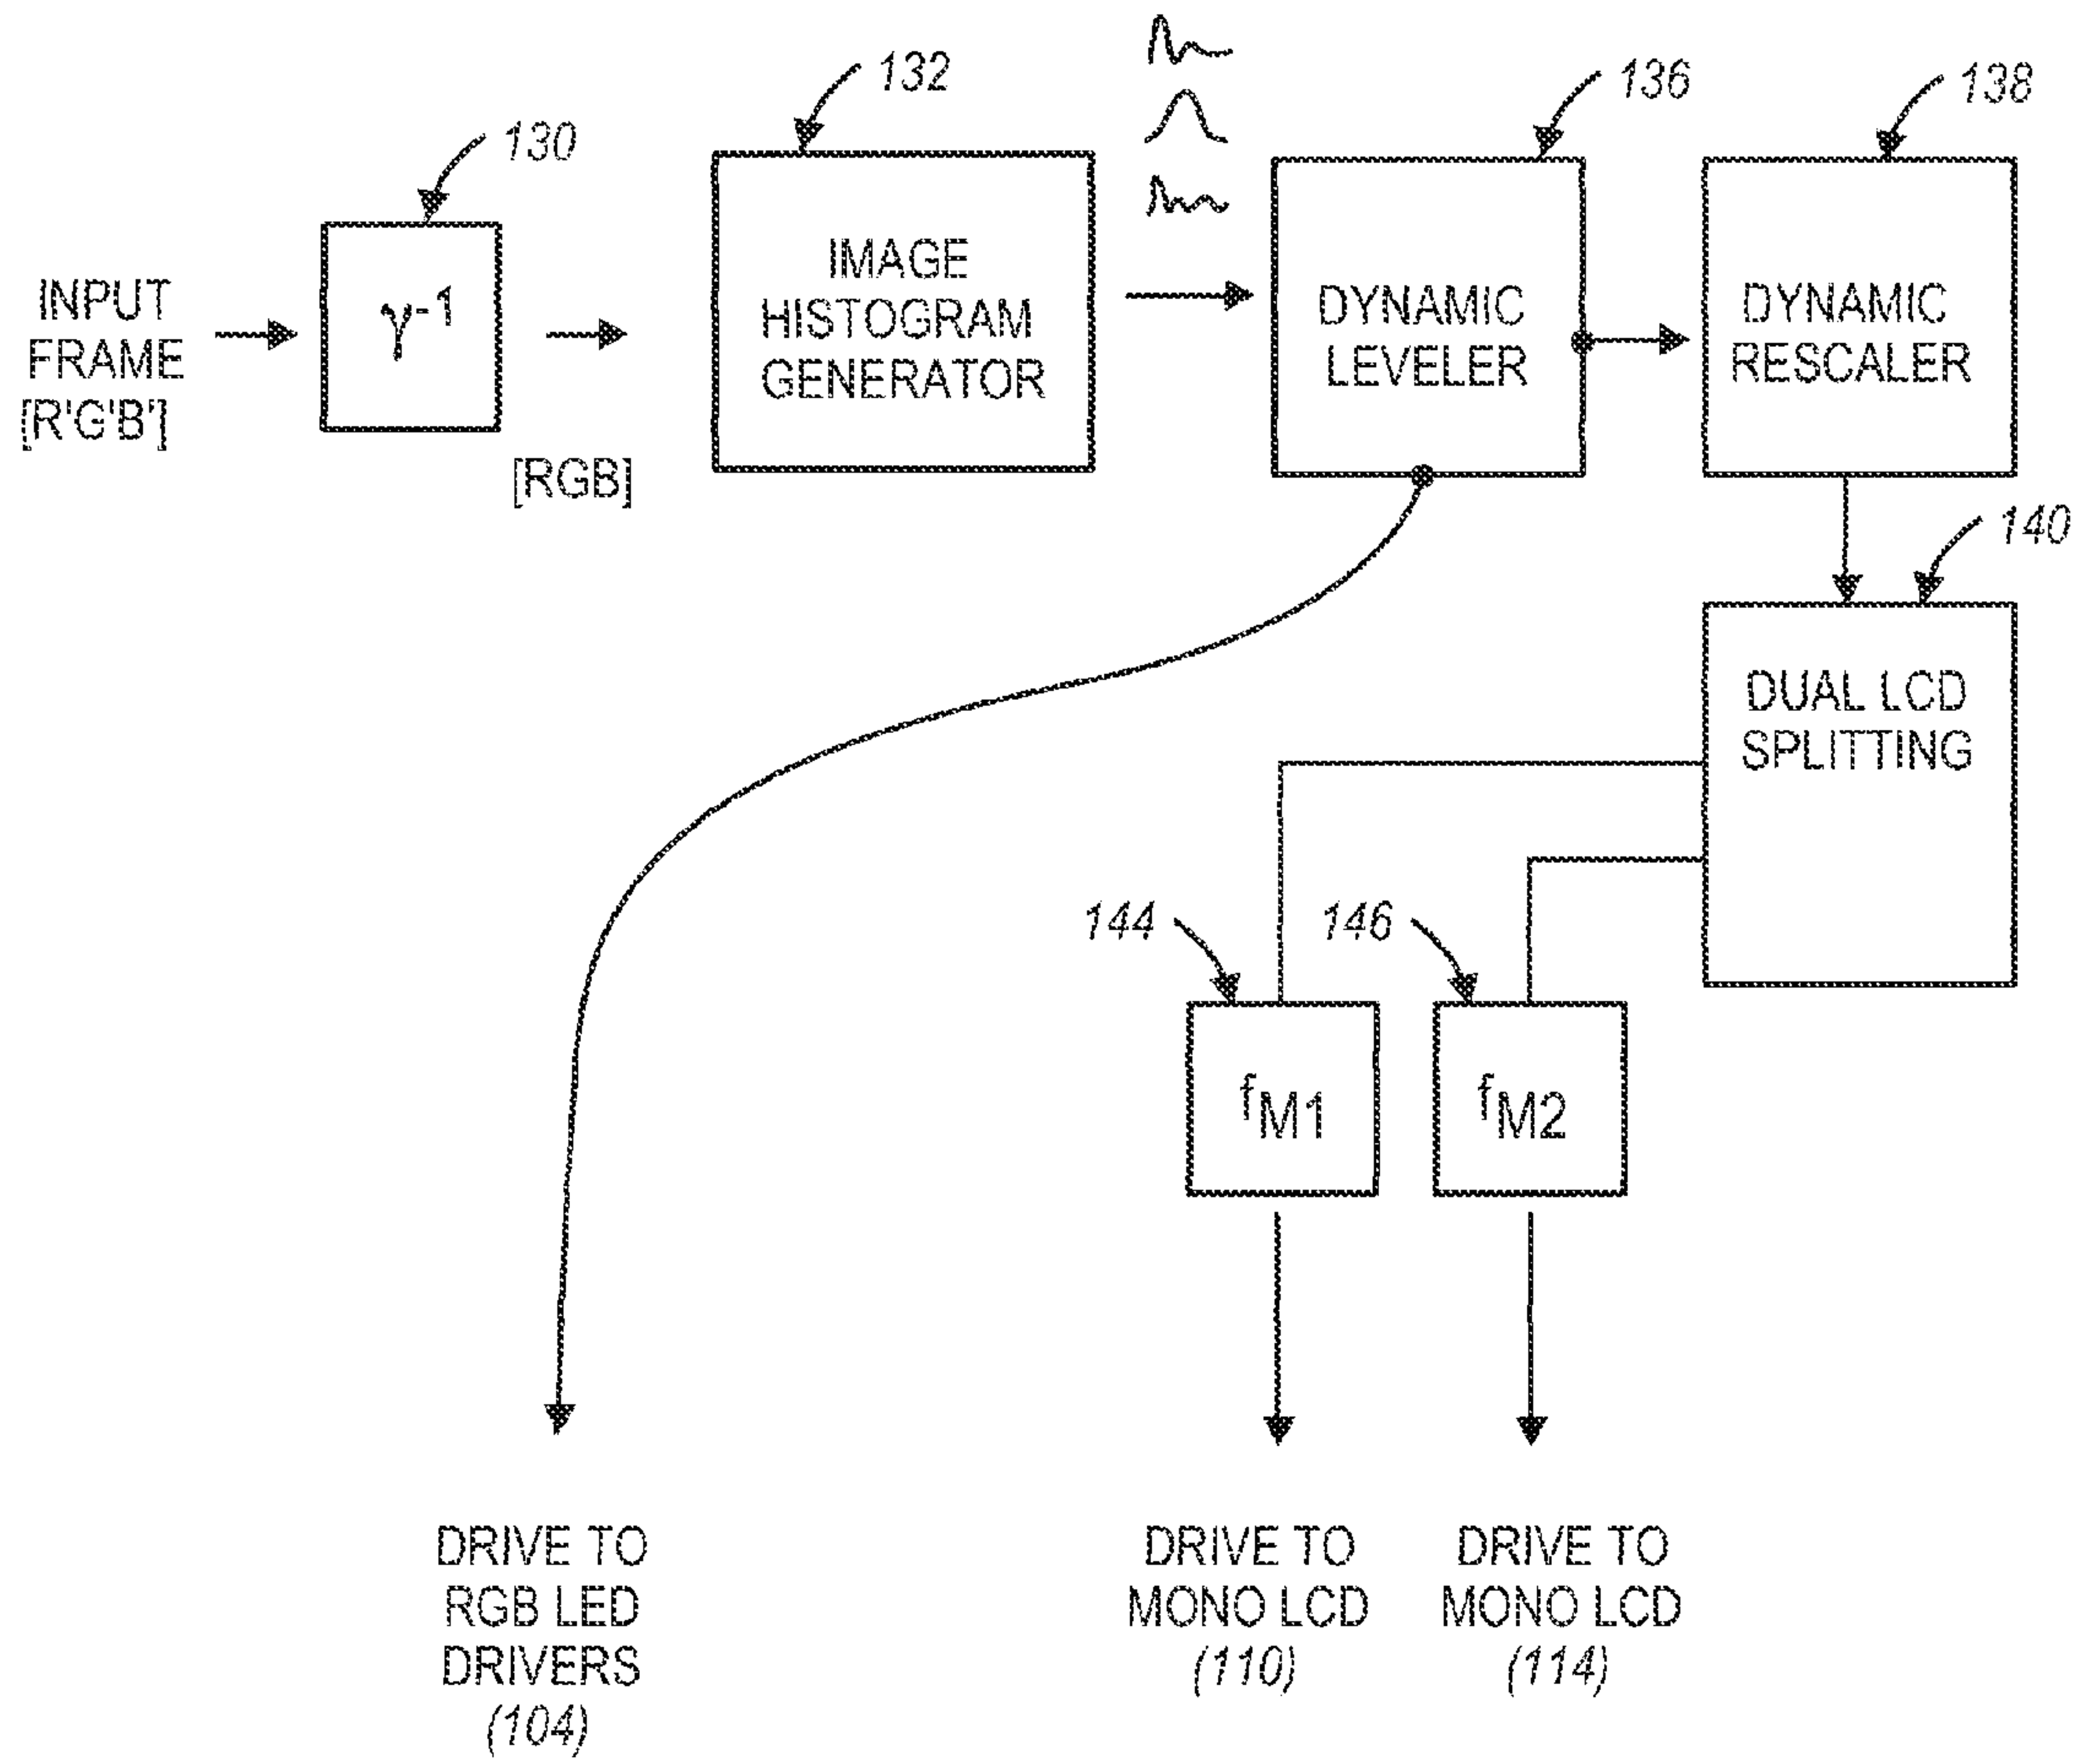 132
136
138
130
INPUT
FRAME
[R'G'B']
γ-1
[RGB]
IMAGE
HISTOGRAM
GENERATOR
DYNAMIC
LEVELER
DYNAMIC
RESCALER
140
DUAL LCD
SPLITTING
144
146
fM1
fM2
DRIVE TO
RGB LED
DRIVERS
(104)
DRIVE TO
MONO LCD
(110)
DRIVE TO
MONO LCD
(114)